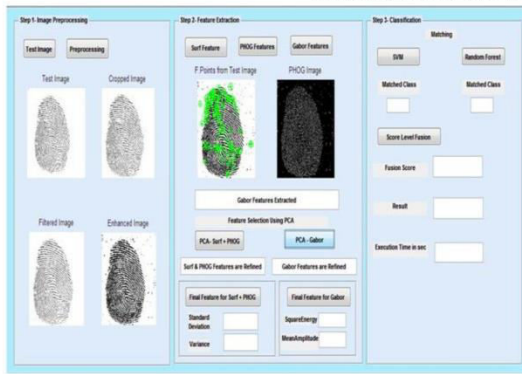 Step 1- Image Preprocessing
Test Image Preprocessing
Test Image Cropped Image
Filtered Image Enhanced Image
Step 2- Feature Extraction
Surf Feature PHOG Features Gabor Features
F Points from Test Image PHOG Image
Gabor Features Extracted
Feature Selection Using PCA
PCA- Surf + PHOG PCA - Gabor
Surf & PHOG Features are Refined Gabor Features are Refined
Final Feature for Surf + PHOG Final Feature for Gabor
Standard Deviation SquareEnergy
Variance MeanAmplitude
Step 3- Classification
Matching
SVM Random Forest
Matched Class Matched Class
Score Level Fusion
Fusion Score
Result
Execution Time in sec